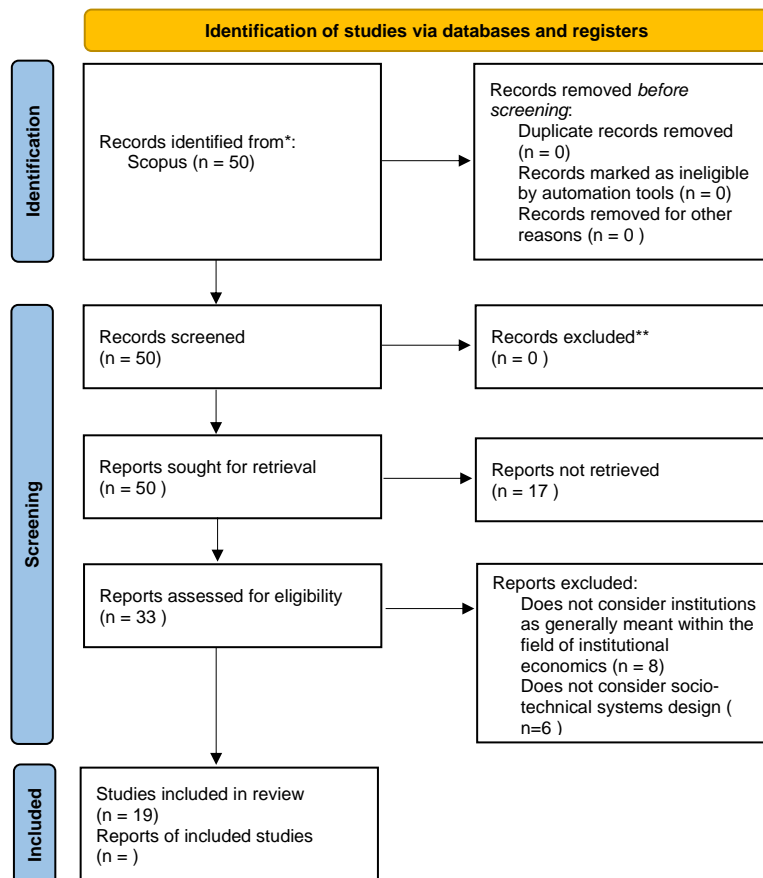 Identification of studies via databases and registers
Identification
Records identified from*:
Scopus (n = 50)
Records removed before
screening:
Duplicate records removed
(n = 0)
Records marked as ineligible
by automation tools (n = 0)
Records removed for other
reasons (n = 0 )
Screening
Records screened
(n = 50)
Records excluded**
(n = 0 )
Reports sought for retrieval
(n = 50 )
Reports not retrieved
(n = 17 )
Reports assessed for eligibility
(n = 33 )
Reports excluded:
Does not consider institutions
as generally meant within the
field of institutional
economics (n = 8)
Does not consider socio-
technical systems design (
n=6 )
Included
Studies included in review
(n = 19)
Reports of included studies
(n = )